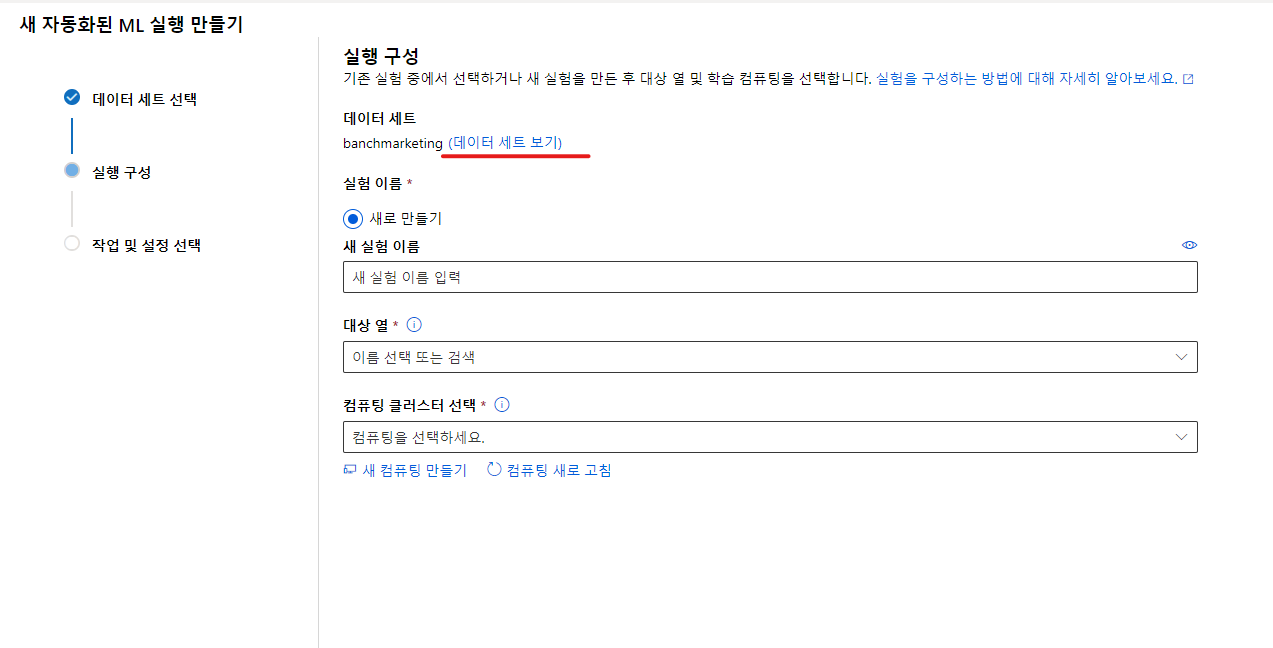 새 자동화된 ML 실행 만들기
데이터 세트 선택
실행 구성
작업 및 설정 선택
실행 구성
기존 실험 중에서 선택하거나 새 실험을 만든 후 대상 열 및 학습 컴퓨팅을 선택합니다. 실험을 구성하는 방법에 대해 자세히 알아보세요.
데이터 세트
banchmarketing (데이터 세트 보기)
실험 이름 *
새로 만들기
새 실험 이름
새 실험 이름 입력
대상 열 *
이름 선택 또는 검색
컴퓨팅 클러스터 선택 *
컴퓨팅을 선택하세요.
새 컴퓨팅 만들기 컴퓨팅 새로 고침